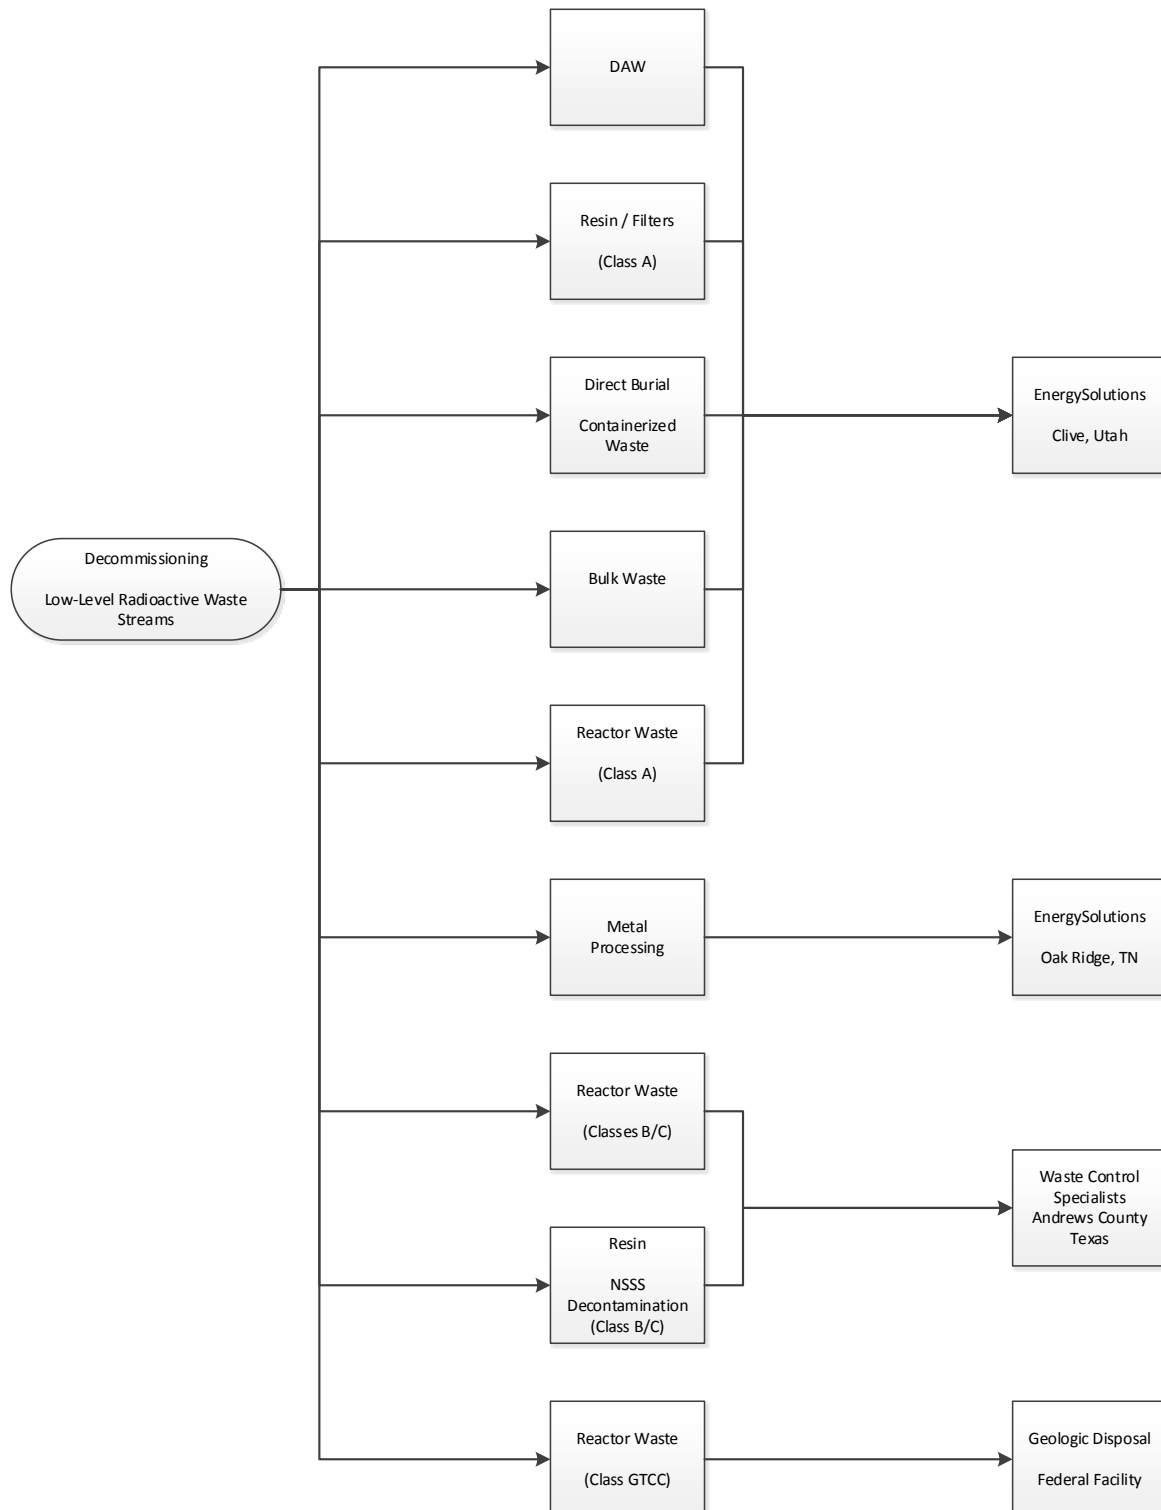 DAW
Resin / Filters
(Class A)
Direct Burial
Containerized
Waste
EnergySolutions
Clive, Utah
Decommissioning
Low-Level Radioactive Waste
Streams
Bulk Waste
Reactor Waste
(Class A)
Metal
Processing
EnergySolutions
Oak Ridge, TN
Reactor Waste
(Classes B/C)
Waste Control
Specialists
Andrews County
Texas
Resin
NSSS
Decontamination
(Class B/C)
Reactor Waste
(Class GTCC)
Geologic Disposal
Federal Facility